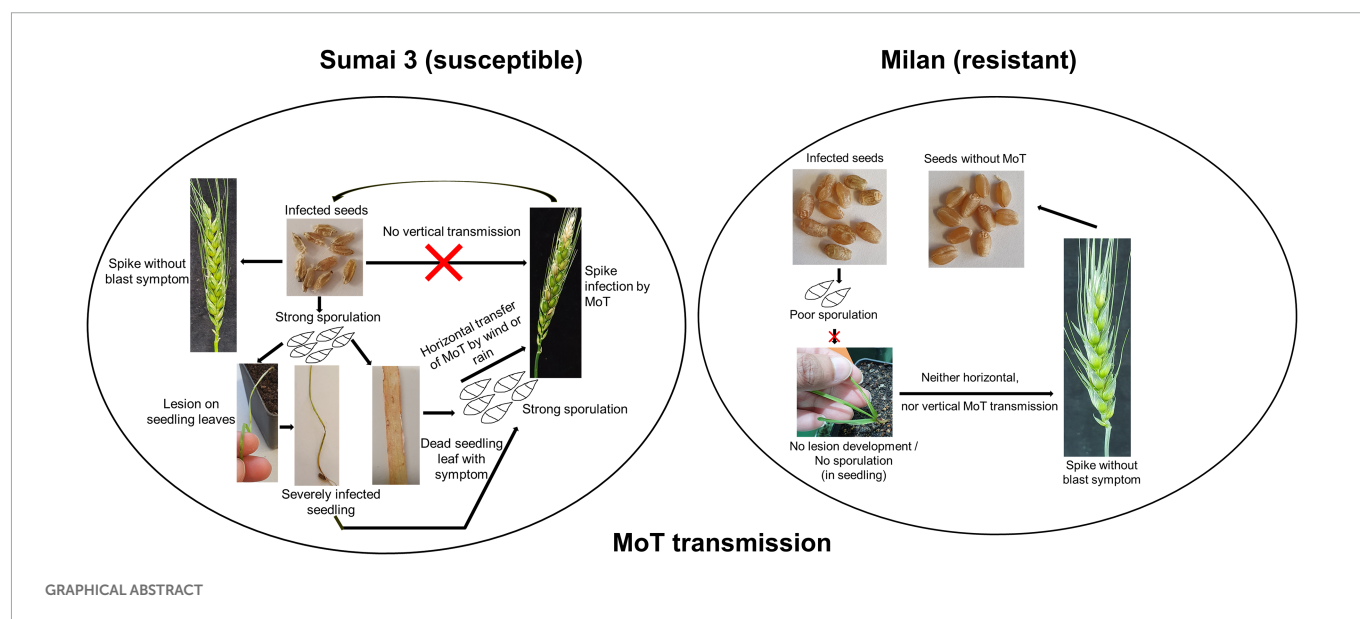 Sumai 3 (susceptible)
Milan (resistant)
Infected seeds
No vertical transmission
Spike without
blast symptom
Spike
infection by
MoT
Strong sporulation
Horizontal transfer
of MoT by wind or
rain
Lesion on
seedling leaves
Strong sporulation
Dead seedling
leaf with
symptom
Severely infected
seedling
Infected seeds
Seeds without MoT
Poor sporulation
Neither horizontal,
nor vertical MoT transmission
No lesion development /
No sporulation
(in seedling)
Spike without
blast symptom
MoT transmission
GRAPHICAL ABSTRACT